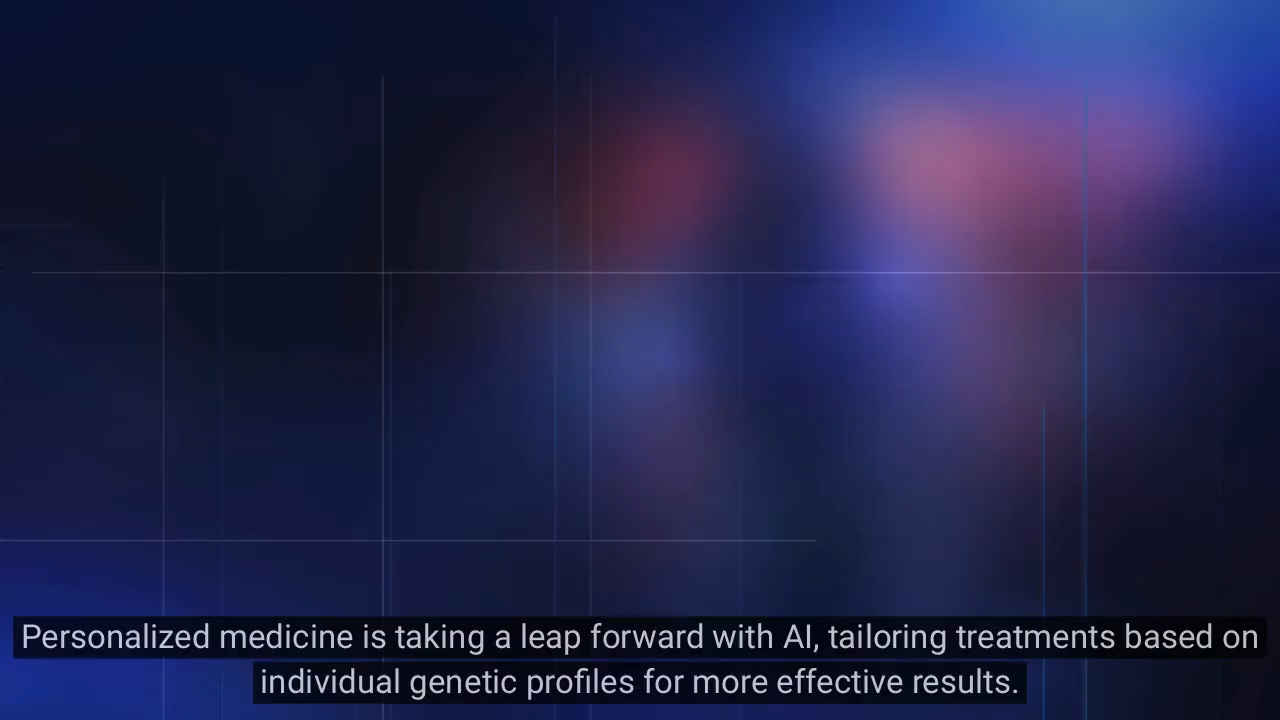 Personalized medicine is taking a leap forward with AI, tailoring treatments based on
individual genetic profiles for more effective results.